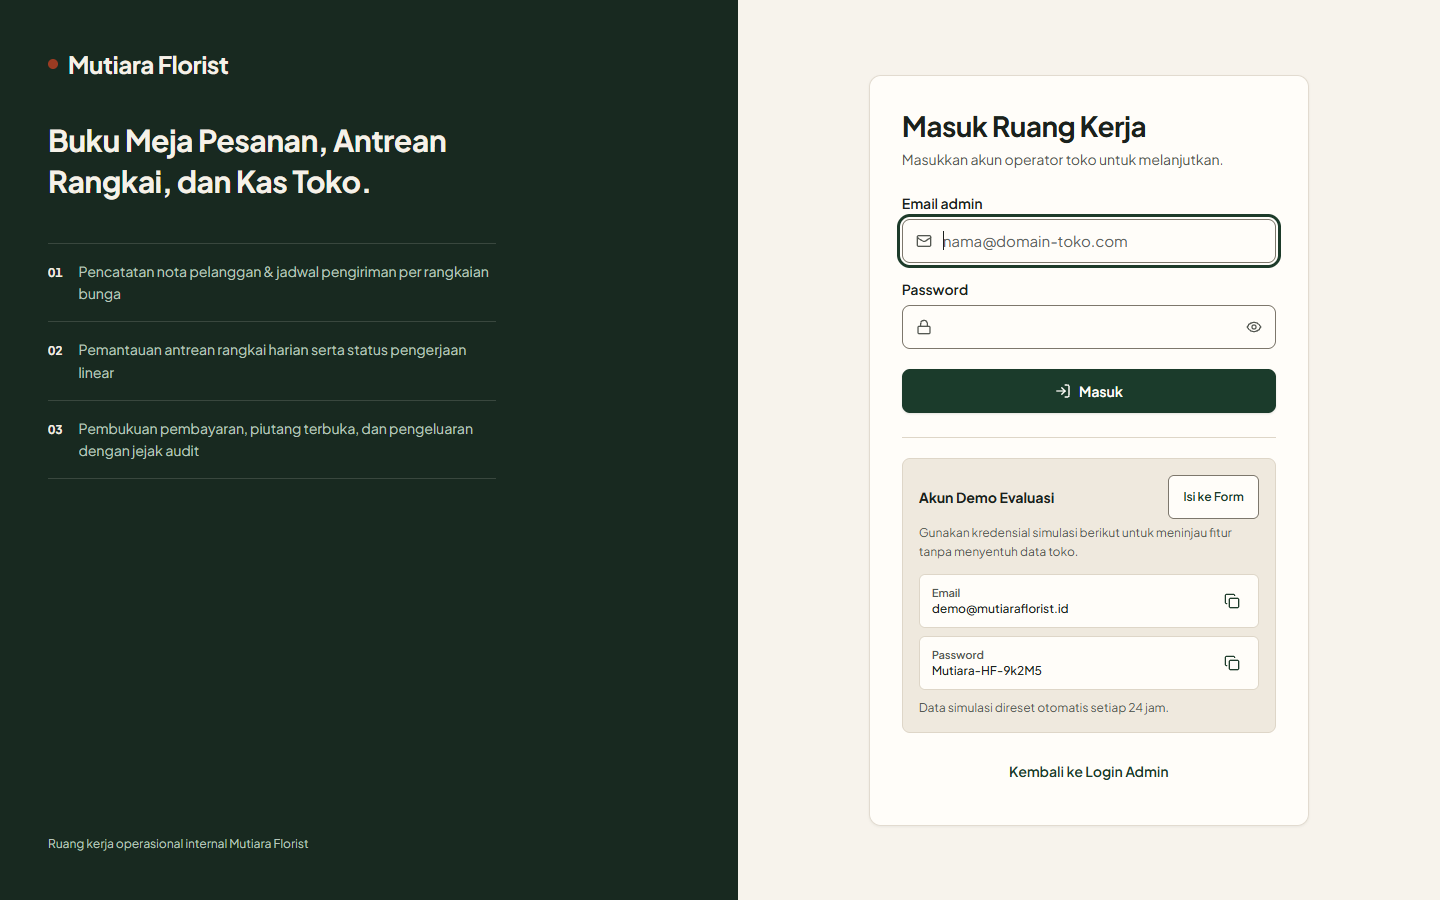 Mutiara Florist
Buku Meja Pesanan, Antrean
Rangkai, dan Kas Toko.
01 Pencatatan nota pelanggan & jadwal pengiriman per rangkaian
bunga
02 Pemantauan antrean rangkai harian serta status pengerjaan
linear
03 Pembukuan pembayaran, piutang terbuka, dan pengeluaran
dengan jejak audit
Ruang kerja operasional internal Mutiara Florist
Masuk Ruang Kerja
Masukkan akun operator toko untuk melanjutkan.
Email admin
nama@domain-toko.com
Password
Masuk
Akun Demo Evaluasi
Isi ke Form
Gunakan kredensial simulasi berikut untuk meninjau fitur
tanpa menyentuh data toko.
Email
demo@mutiaraflorist.id
Password
Mutiara-HF-9k2M5
Data simulasi direset otomatis setiap 24 jam.
Kembali ke Login Admin